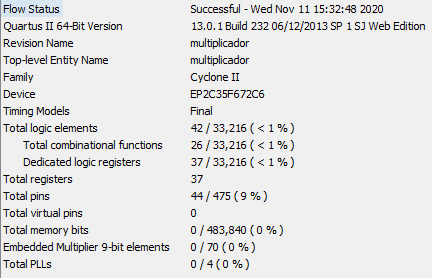 Flow Status Successful - Wed Nov 11 15:32:48 2020
Quartus II 64-Bit Version 13.0.1 Build 232 06/12/2013 SP 1 SJ Web Edition
Revision Name multiplicador
Top-level Entity Name multiplicador
Family Cyclone II
Device EP2C35F672C6
Timing Models Final
Total logic elements 42 / 33,216 ( < 1 % )
Total combinational functions 26 / 33,216 ( < 1 % )
Dedicated logic registers 37 / 33,216 ( < 1 % )
Total registers 37
Total pins 44 / 475 ( 9 % )
Total virtual pins 0
Total memory bits 0 / 483,840 ( 0 % )
Embedded Multiplier 9-bit elements 0 / 70 ( 0 % )
Total PLLs 0 / 4 ( 0 % )